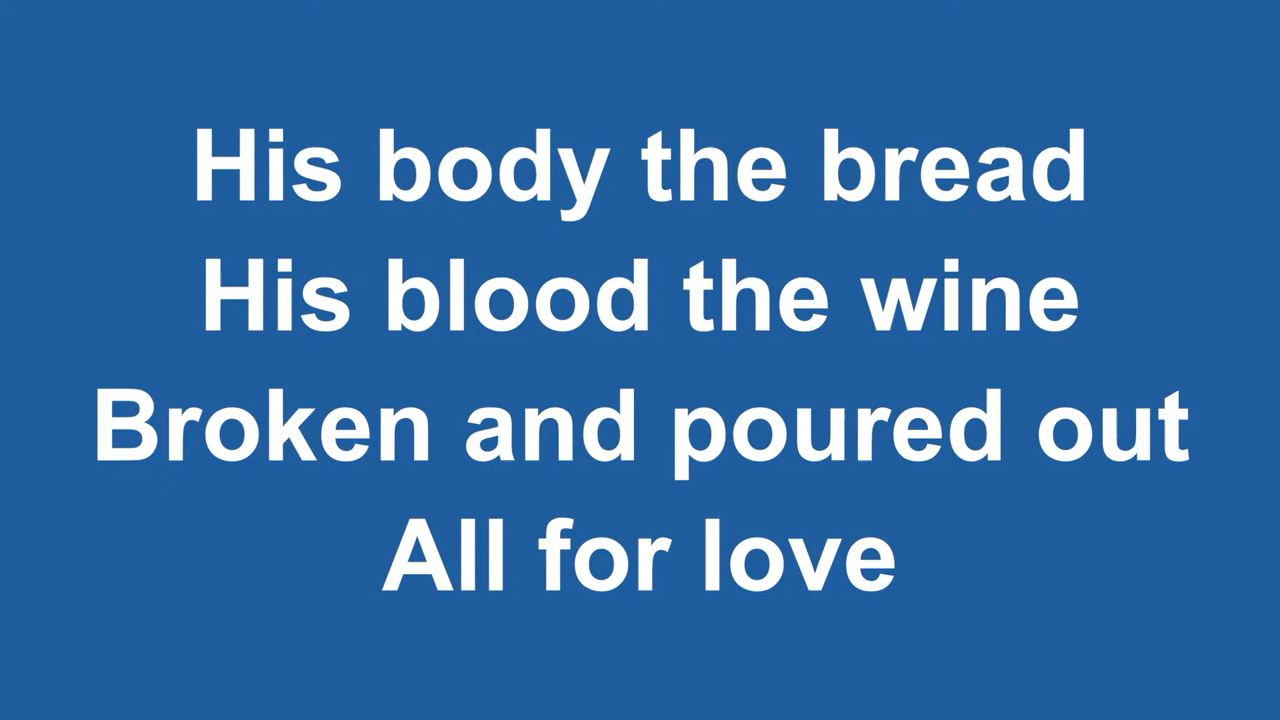 His body the bread
His blood the wine
Broken and poured out
All for love